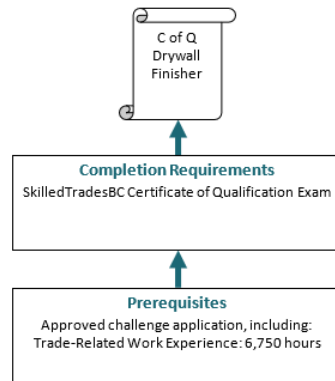 C of Q
Drywall
Finisher
Completion Requirements
SkilledTradesBC Certificate of Qualification Exam
Prerequisites
Approved challenge application, including:
Trade-Related Work Experience: 6,750 hours